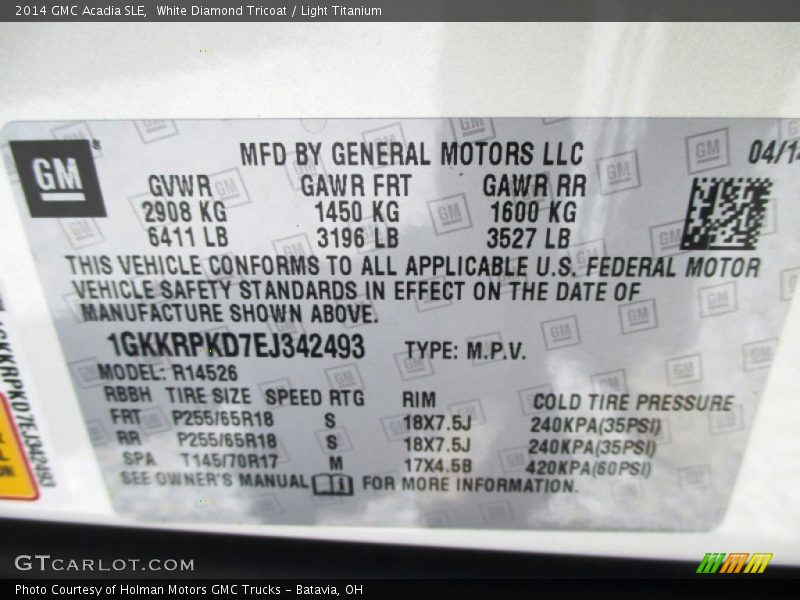 2014 GMC Acadia SLE,  White Diamond Tricoat / Light Titanium
GM
MFD BY GENERAL MOTORS LLC
04/14
GVWR GAWR FRT GAWR RR
2908 KG 1450 KG 1600 KG
6411 LB 3196 LB 3527 LB
THIS VEHICLE CONFORMS TO ALL APPLICABLE U.S. FEDERAL MOTOR
VEHICLE SAFETY STANDARDS IN EFFECT ON THE DATE OF
MANUFACTURE SHOWN ABOVE.
1GKKRPKD7EJ342493 TYPE: M.P.V.
MODEL: R14526
RBBH TIRE SIZE SPEED RTG RIM COLD TIRE PRESSURE
FRT P255/65R18 S 18X7.5J 240KPA(35PSI)
RR P255/65R18 S 18X7.5J 240KPA(35PSI)
SPA T145/70R17 M 17X4.5B 420KPA(60PSI)
SEE OWNER'S MANUAL FOR MORE INFORMATION.
GTCARLOT.COM
Photo Courtesy of Holman Motors GMC Trucks – Batavia, OH